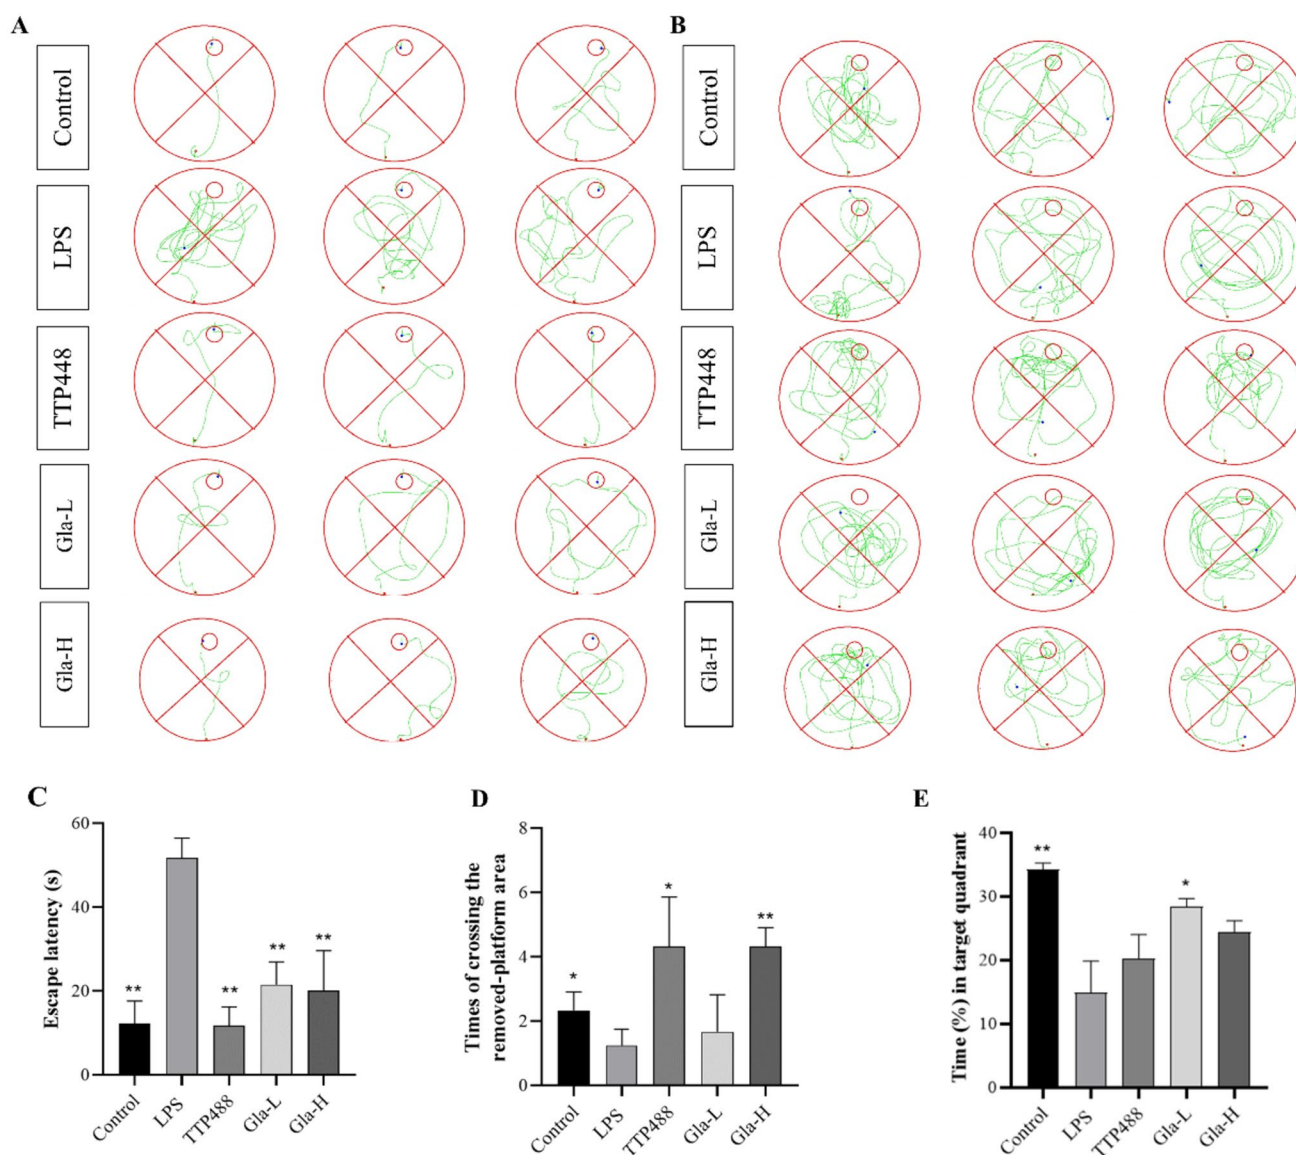 A
B
Control
LPS
TTP448
Gla-L
Gla-H
Control
LPS
TTP448
Gla-L
Gla-H
C
Escape latency (s)
60
40
20
0
**
**
**
**
Control
LPS
TTP488
Gla-L
Gla-H
D
Times of crossing the
removed-platform area
8
6
4
2
0
*
*
**
Control
LPS
TTP488
Gla-L
Gla-H
E
Time (%) in target quadrant
40
30
20
10
0
**
*
Control
LPS
TTP488
Gla-L
Gla-H